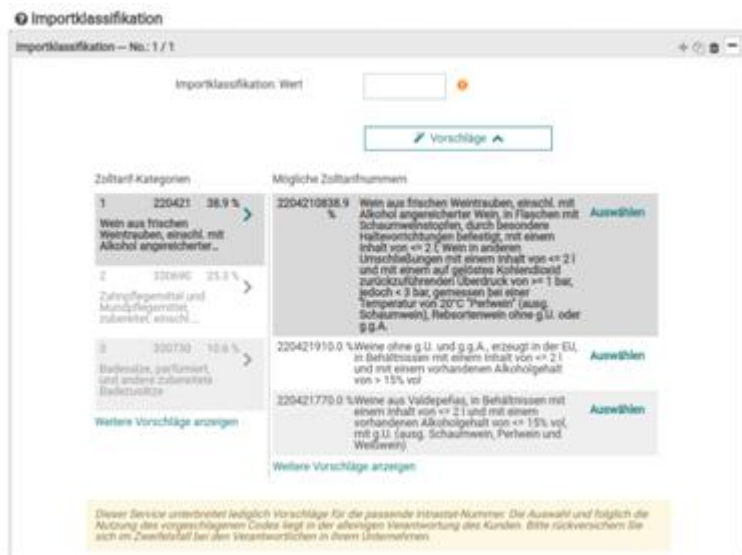 Importklassifikation
Importklassifikation — No.: 1 / 1
Importklassifikation: Wert
Vorschläge
Zolltarif-Kategorien
Mögliche Zolltarifnummern
1 220421 38.9 %
Wein aus frischen
Weintrauben, einschl. mit
Alkohol angereicherter...
2 330690 25.3 %
Zahnpflegemittel und
Mundpflegemittel,
zubereitet, einschl...
3 330730 10.6 %
Badesalze, parfümiert,
und andere zubereitete
Badezusätze
Weitere Vorschläge anzeigen
2204210838.9
%
Wein aus frischen Weintrauben, einschl. mit
Alkohol angereicherter Wein, in Flaschen mit
Schaumweinstopfen, durch besondere
Haltevorrichtungen befestigt, mit einem
Inhalt von <= 2 l; Wein in anderen
Umschließungen mit einem Inhalt von <= 2 l
und mit einem auf gelöstes Kohlendioxid
zurückzuführenden Überdruck von >= 1 bar,
jedoch < 3 bar, gemessen bei einer
Temperatur von 20°C "Perlwein" (ausg.
Schaumwein), Rebsortenwein ohne g.U. oder
g.g.A.
Auswählen
220421910.0 %Weine ohne g.U. und g.g.A., erzeugt in der EU,
in Behältnissen mit einem Inhalt von <= 2 l
und mit einem vorhandenen Alkoholgehalt
von > 15% vol
Auswählen
220421770.0 %Weine aus Valdepeñas, in Behältnissen mit
einem Inhalt von <= 2 l und mit einem
vorhandenen Alkoholgehalt von <= 15% vol,
mit g.U. (ausg. Schaumwein, Perlwein und
Weißwein)
Auswählen
Weitere Vorschläge anzeigen
Dieser Service unterbreitet lediglich Vorschläge für die passende Intrastat-Nummer. Die Auswahl und folglich die
Nutzung des vorgeschlagenen Codes liegt in der alleinigen Verantwortung des Kunden. Bitte rückversichern Sie
sich im Zweifelsfall bei den Verantwortlichen in Ihrem Unternehmen.